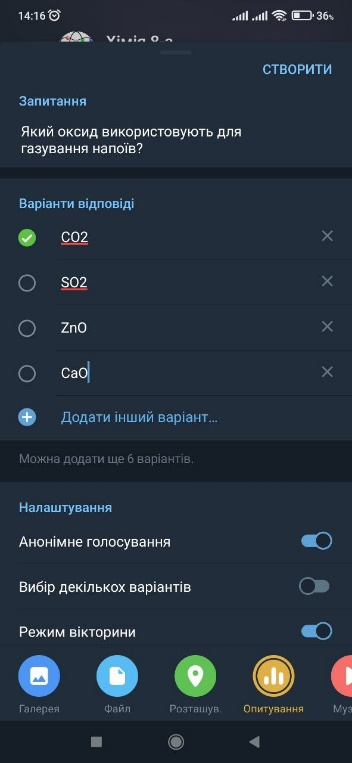 14:16
36%
Хімія 8-а
СТВОРИТИ
Запитання
Який оксид використовують для
газування напоїв?
Варіанти відповіді
CO2
SO2
ZnO
CaO
Додати інший варіант...
Можна додати ще 6 варіантів.
Налаштування
Анонімне голосування
Вибір декількох варіантів
Режим вікторини
Галерея
Файл
Розташув.
Опитування
Муз